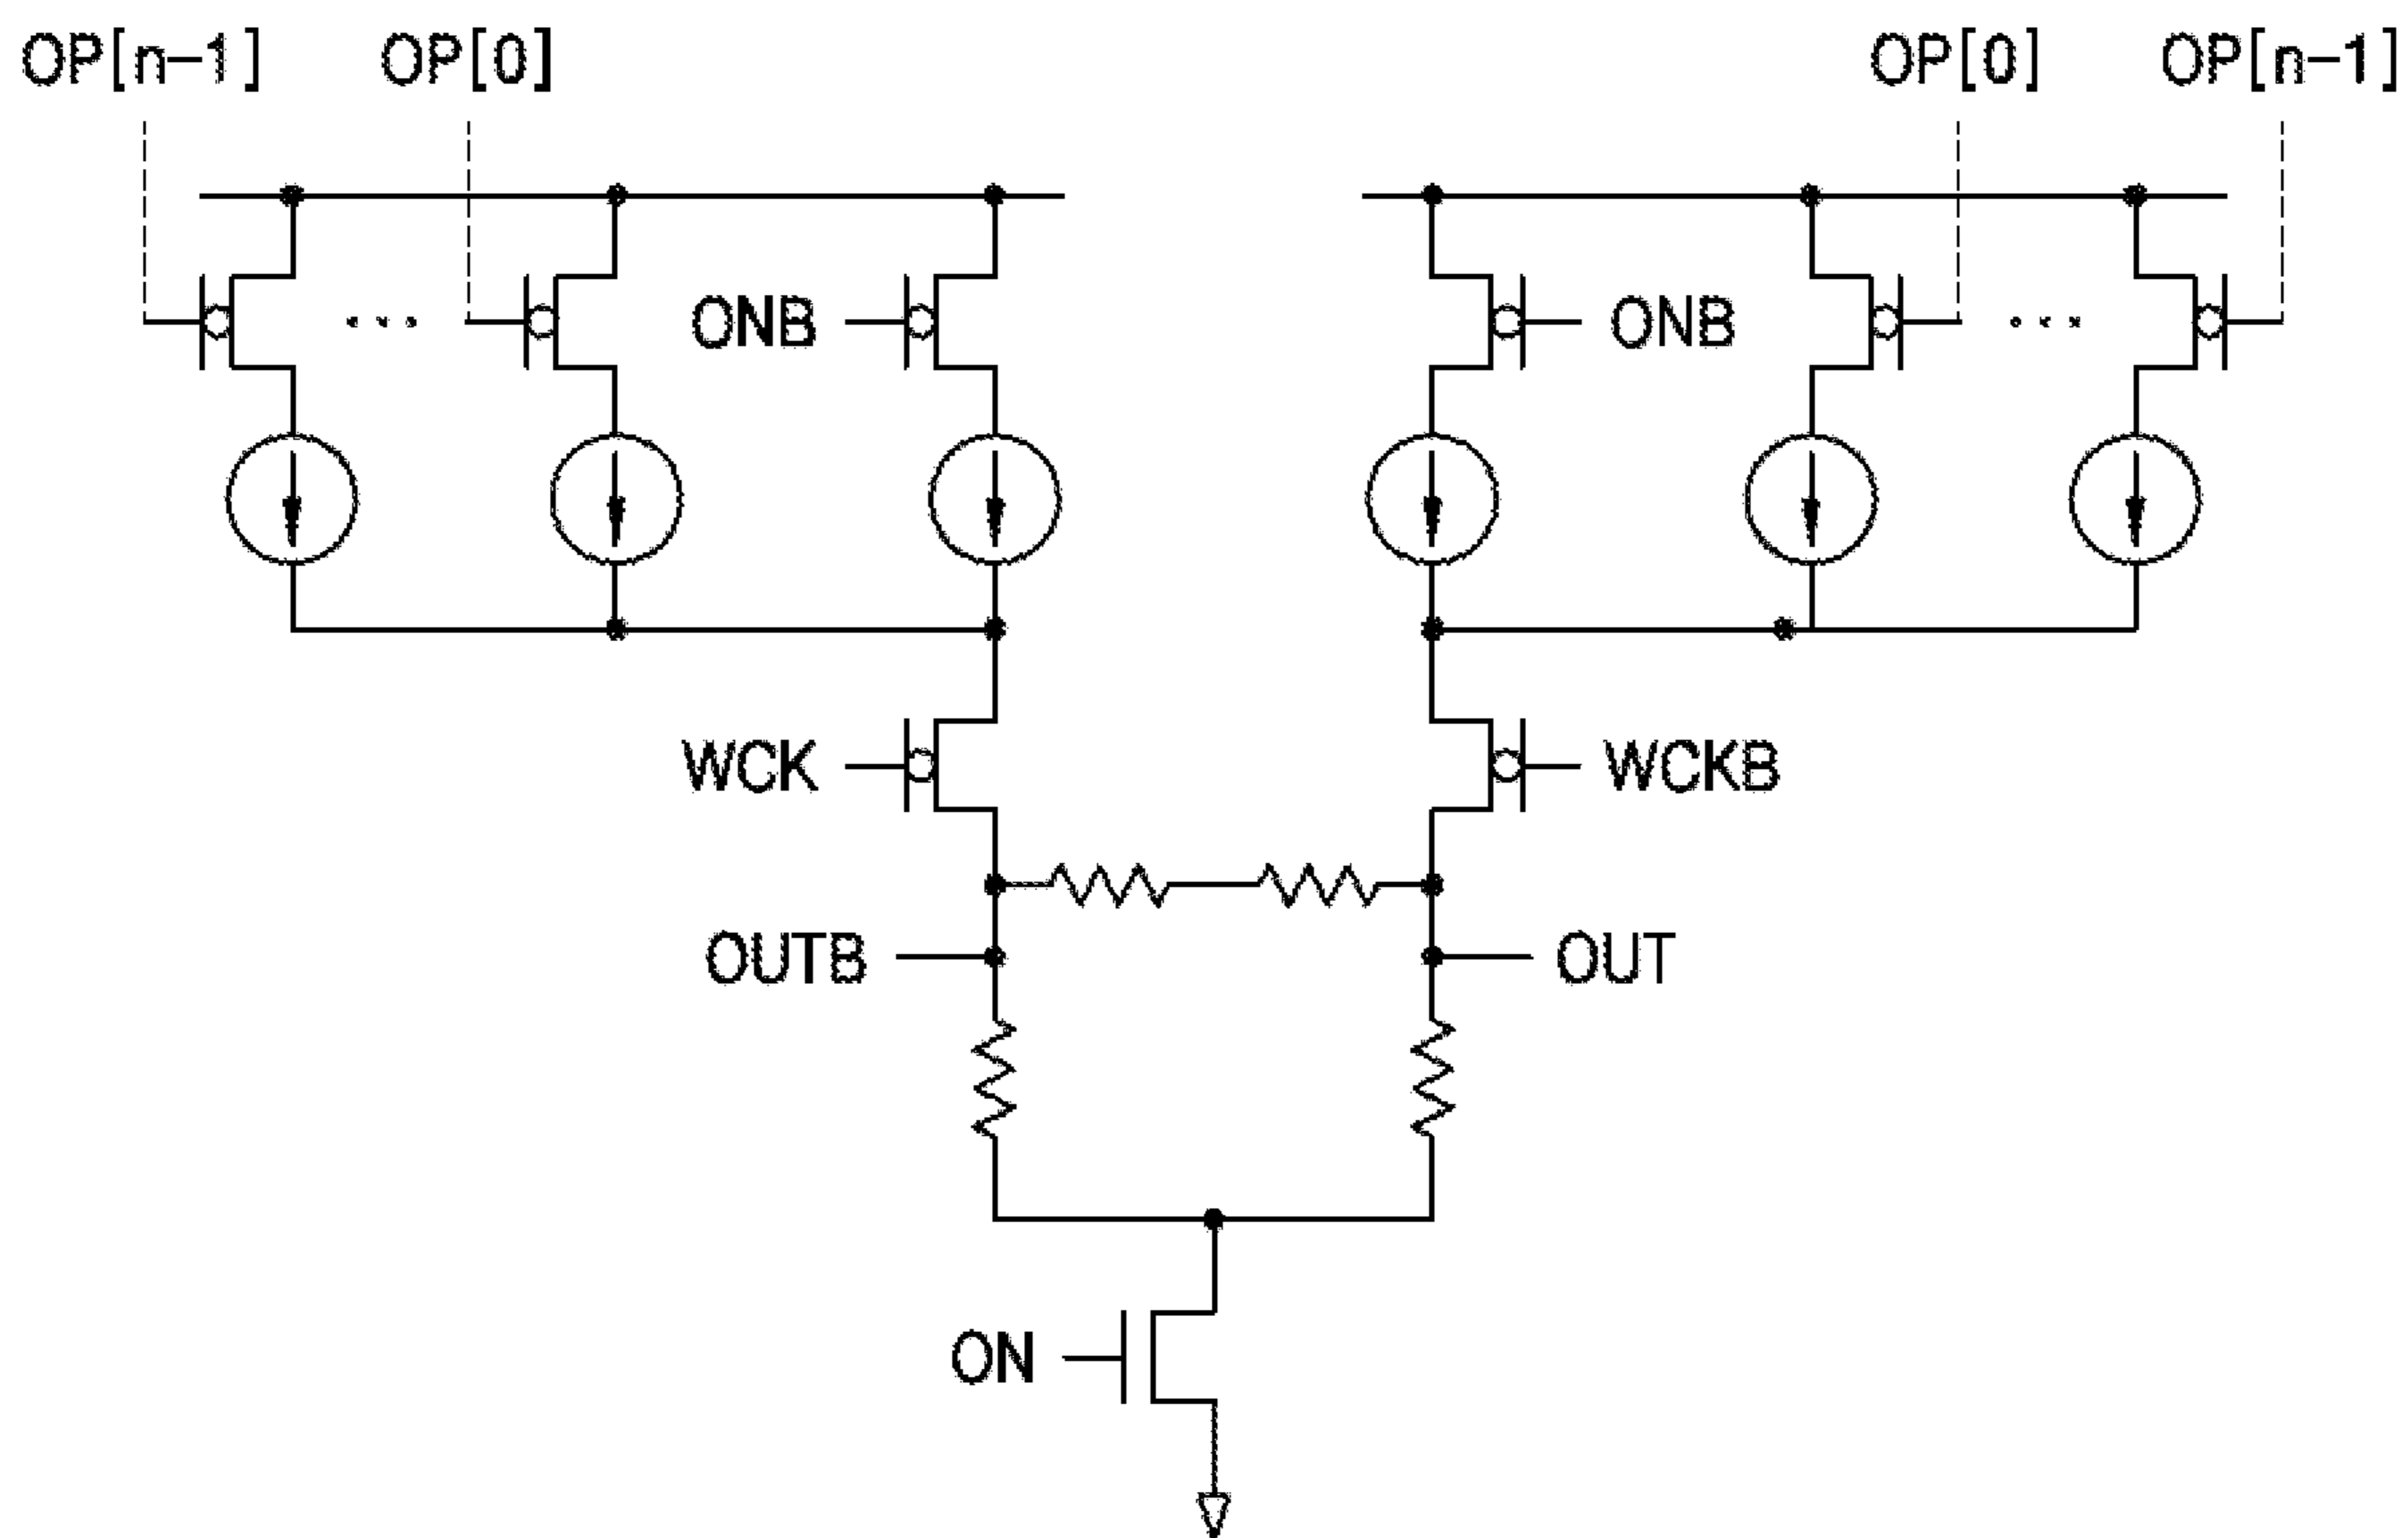 OP[n-1] OP[0] OP[0] OP[n-1]
ONB ONB
WCK WCKB
OUTB OUT
ON